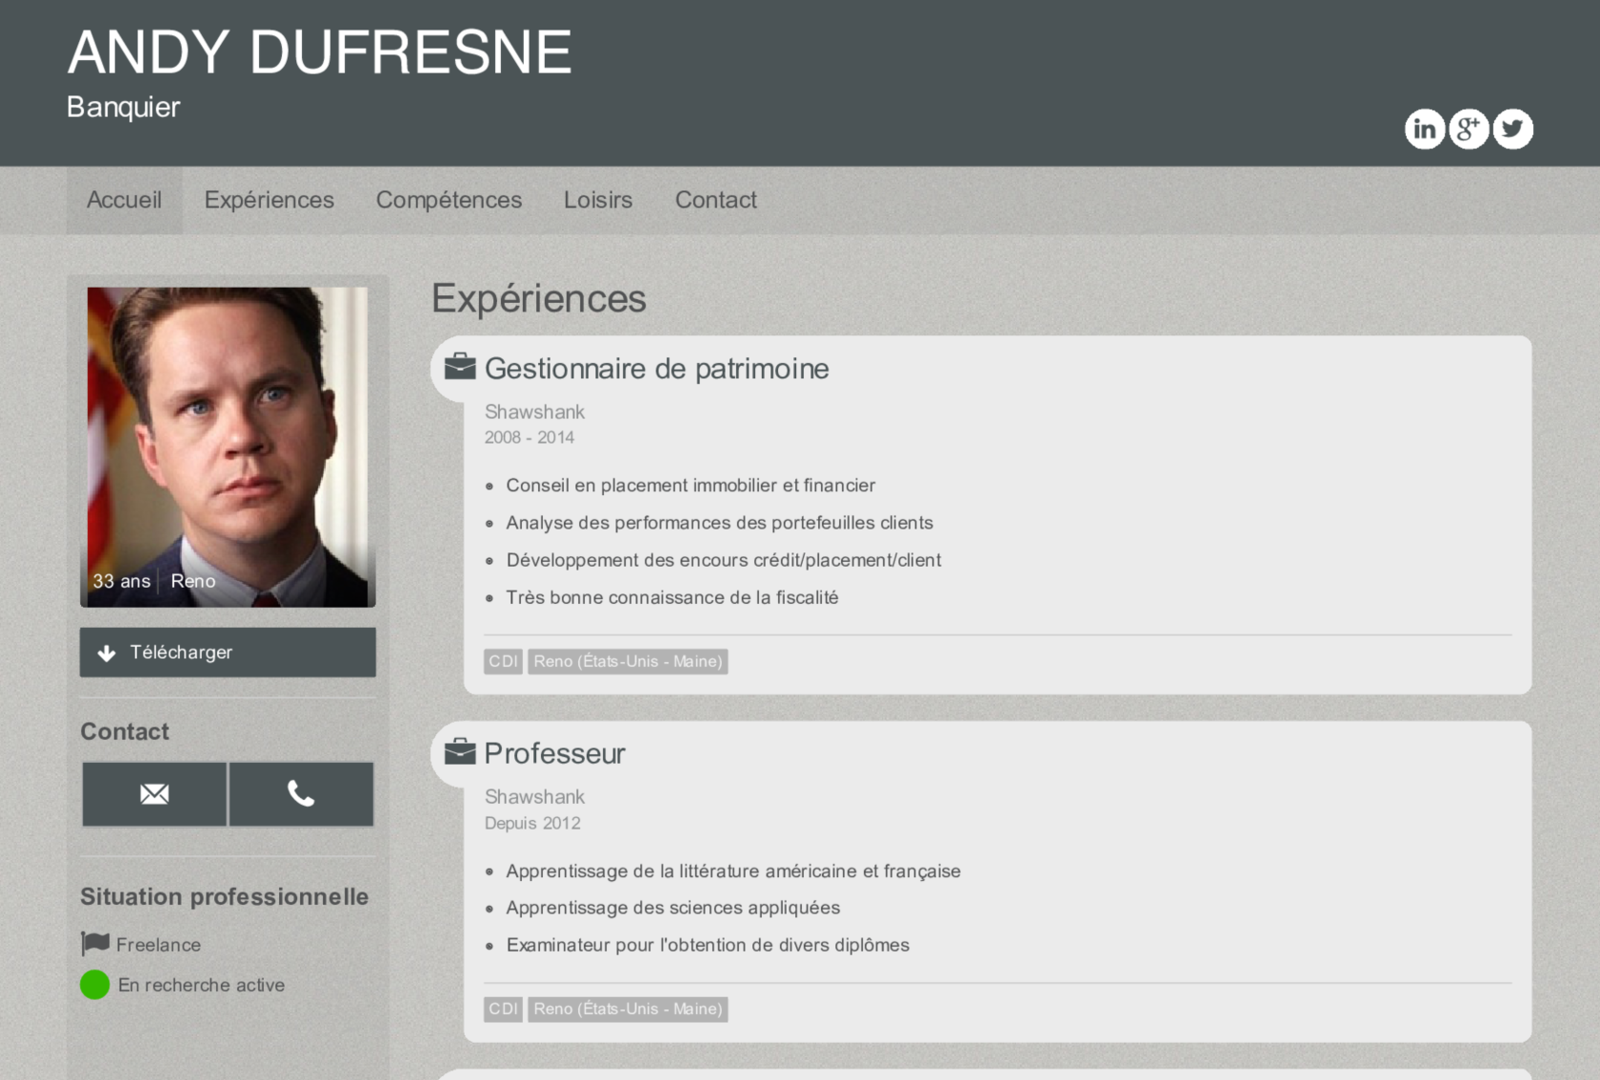 ANDY DUFRESNE
Banquier
in g+
Accueil Expériences Compétences Loisirs Contact
33 ans Reno
Télécharger
Contact
Situation professionnelle
Freelance
En recherche active
Expériences
Gestionnaire de patrimoine
Shawshank
2008 - 2014
Conseil en placement immobilier et financier
Analyse des performances des portefeuilles clients
Développement des encours crédit/placement/client
Très bonne connaissance de la fiscalité
CDI Reno (États-Unis - Maine)
Professeur
Shawshank
Depuis 2012
Apprentissage de la littérature américaine et française
Apprentissage des sciences appliquées
Examinateur pour l'obtention de divers diplômes
CDI Reno (États-Unis - Maine)